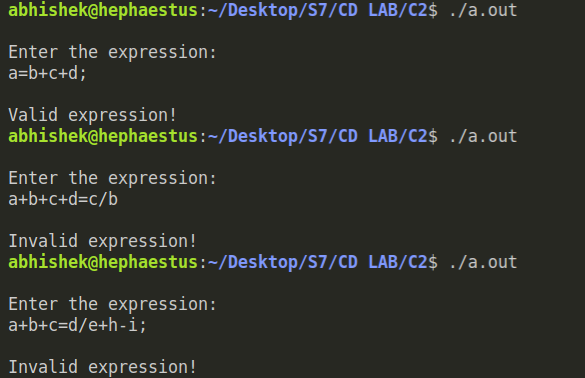 abhishek@hephaestus:~/Desktop/S7/CD LAB/C2$ ./a.out
Enter the expression:
a=b+c+d;
Valid expression!
abhishek@hephaestus:~/Desktop/S7/CD LAB/C2$ ./a.out
Enter the expression:
a+b+c+d=c/b
Invalid expression!
abhishek@hephaestus:~/Desktop/S7/CD LAB/C2$ ./a.out
Enter the expression:
a+b+c=d/e+h-i;
Invalid expression!